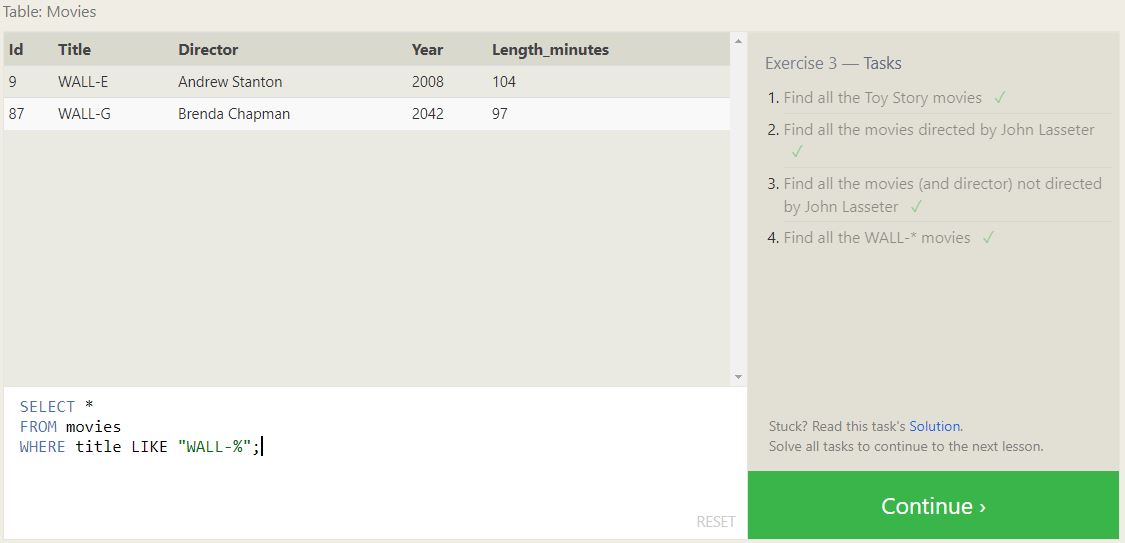 Table: Movies
Id Title Director Year Length_minutes
9 WALL-E Andrew Stanton 2008 104
87 WALL-G Brenda Chapman 2042 97
SELECT *
FROM movies
WHERE title LIKE "WALL-%";
RESET
Exercise 3 — Tasks
1. Find all the Toy Story movies ✓
2. Find all the movies directed by John Lasseter
✓
3. Find all the movies (and director) not directed
by John Lasseter ✓
4. Find all the WALL-* movies ✓
Stuck? Read this task's Solution.
Solve all tasks to continue to the next lesson.
Continue ›